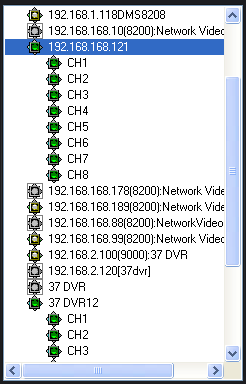 192.168.1.118DMS8208
192.168.168.10(8200):Network Video
192.168.168.121
CH1
CH2
CH3
CH4
CH5
CH6
CH7
CH8
192.168.168.178(8200):Network Vide
192.168.168.189(8200):Network Vide
192.168.168.88(8200):NetworkVideo
192.168.168.99(8200):Network Video
192.168.2.100(9000):37 DVR
192.168.2.120[37dvr]
37 DVR
37 DVR12
CH1
CH2
CH3